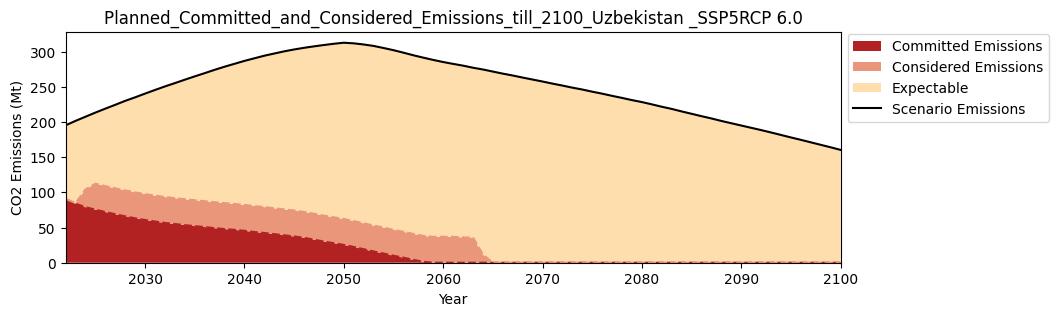 Planned_Committed_and_Considered_Emissions_till_2100_Uzbekistan _SSP5RCP 6.0
Committed Emissions
Considered Emissions
Expectable
Scenario Emissions
CO2 Emissions (Mt)
300
250
200
150
100
50
0
2030 2040 2050 2060 2070 2080 2090 2100
Year